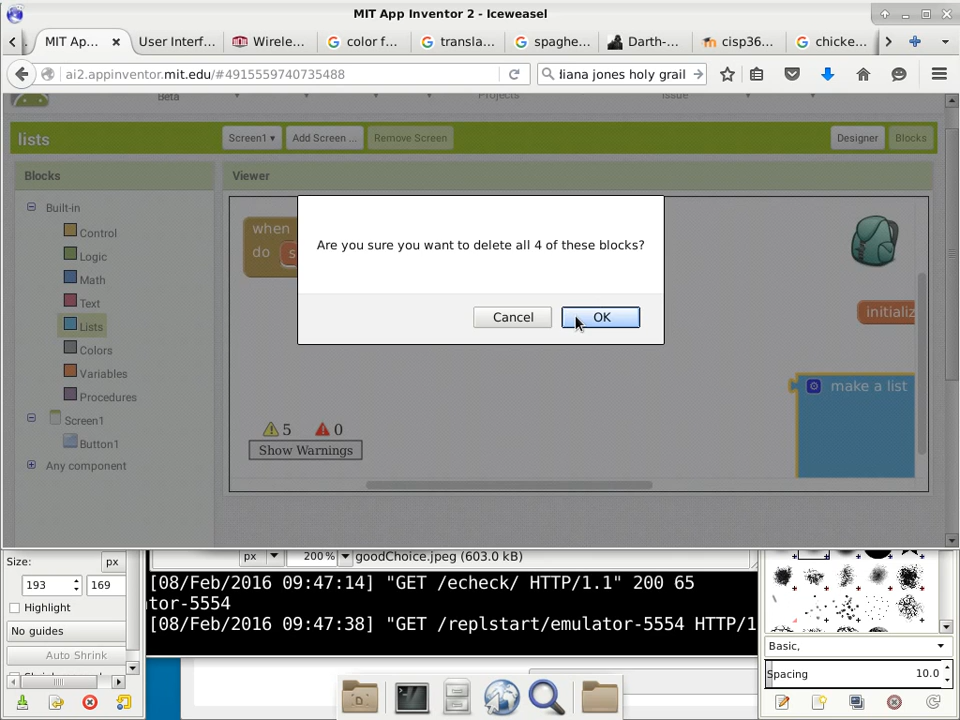 MIT App Inventor 2 - Iceweasel
MIT Ap... User Interf... Wirele... color f... transla... spaghe... Darth-... cisp36... chicke...
ai2.appinventor.mit.edu/#4915559740735488
liana jones holy grail
Beta Projects Issue
lists
Screen1 Add Screen ... Remove Screen Designer Blocks
Blocks
Viewer
Built-in
Control
Logic
Math
Text
Lists
Colors
Variables
Procedures
Screen1
Button1
Any component
when
do s
Are you sure you want to delete all 4 of these blocks?
Cancel OK
initializ
make a list
5 0
Show Warnings
Size: px
193 169
Highlight
No guides
Auto Shrink
px 200% goodChoice.jpeg (603.0 kB)
[08/Feb/2016 09:47:14] "GET /echeck/ HTTP/1.1" 200 65
tor-5554
[08/Feb/2016 09:47:38] "GET /replstart/emulator-5554 HTTP/1
Basic,
Spacing 10.0